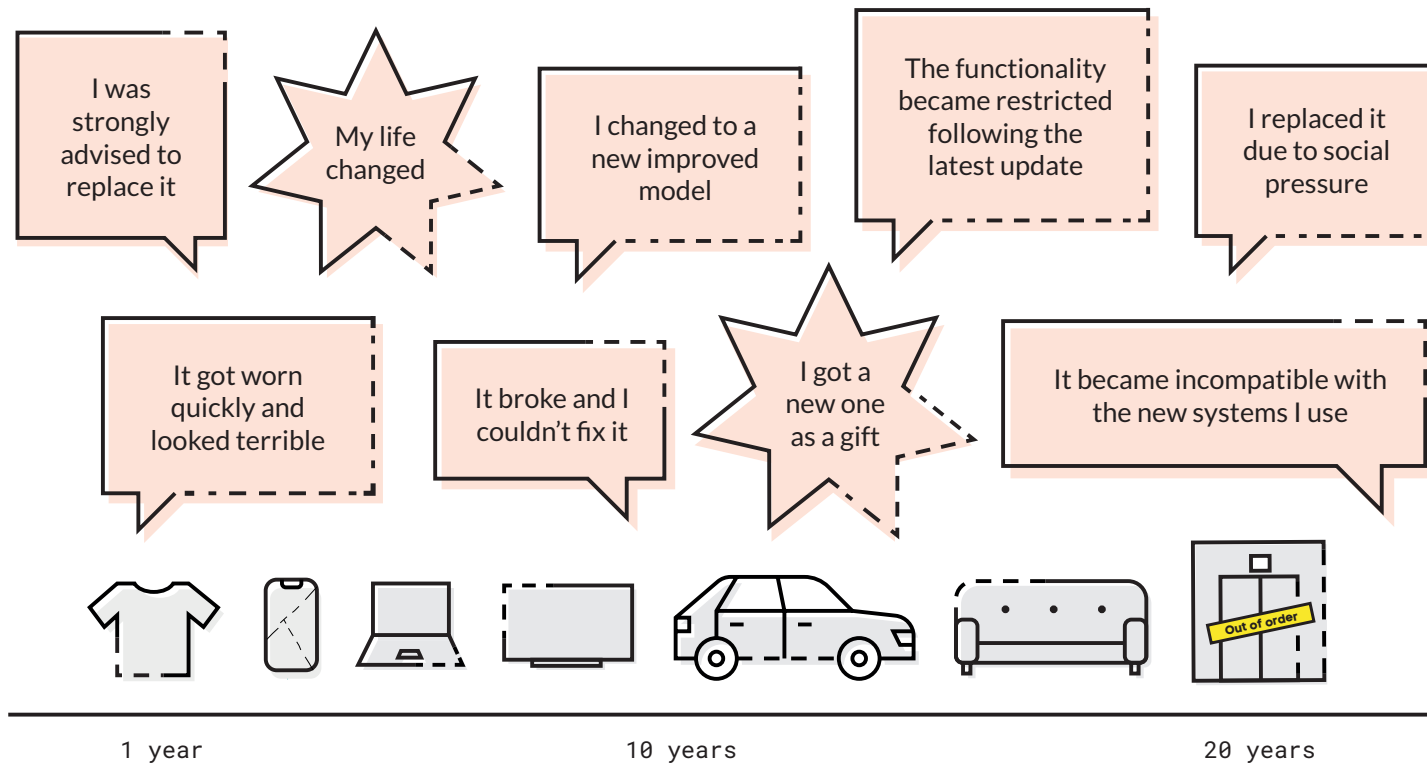 I was
strongly
advised to
replace it
My life
changed
I changed to a
new improved
model
The functionality
became restricted
following the
latest update
I replaced it
due to social
pressure
It got worn
quickly and
looked terrible
It broke and I
couldn’t fix it
I got a
new one
as a gift
It became incompatible with
the new systems I use
Out of order
1 year
10 years
20 years